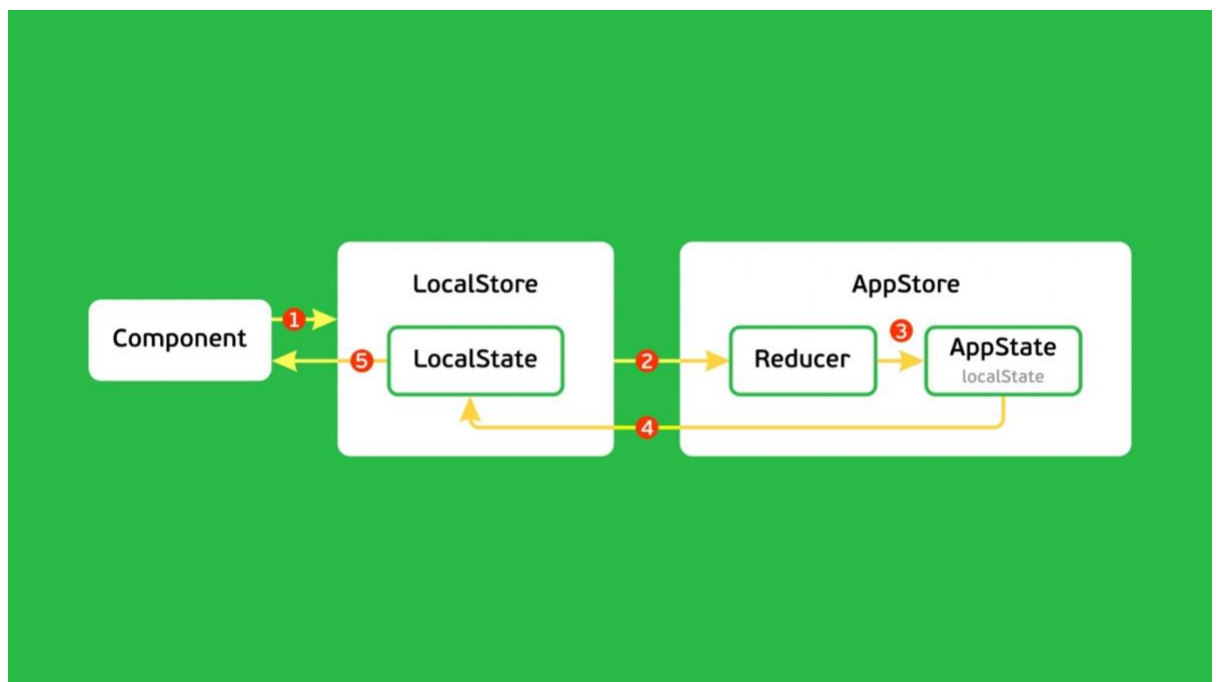 LocalStore
AppStore
Component
1
5
LocalState
2
Reducer
3
AppState
localState
4